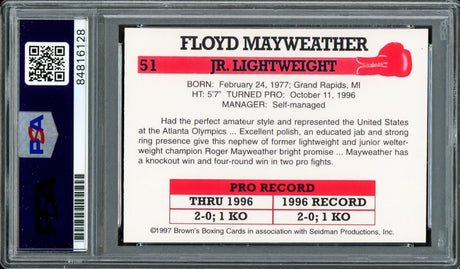 84816128
PSA
FLOYD MAYWEATHER
51 JR. LIGHTWEIGHT
BORN: February 24, 1977; Grand Rapids, MI
HT: 5'7" TURNED PRO: October 11, 1996
MANAGER: Self-managed
Had the perfect amateur style and represented the United States
at the Atlanta Olympics ... Excellent polish, an educated jab and
strong ring presence give this nephew of former lightweight and junior welter-
weight champion Roger Mayweather bright promise ... Mayweather has
a knockout win and four-round win in two pro fights.
PRO RECORD
THRU 1996 1996 RECORD
2-0; 1 KO 2-0; 1 KO
©1997 Brown's Boxing Cards in association with Seidman Productions, Inc.